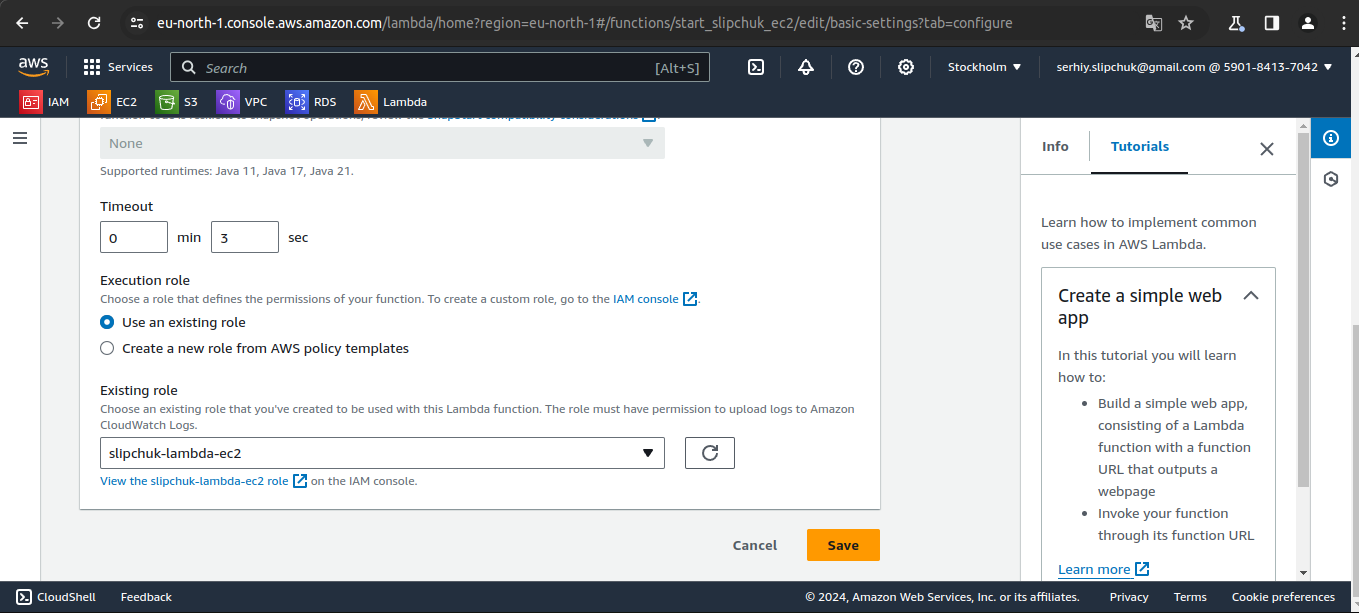 eu-north-1.console.aws.amazon.com/lambda/home?region=eu-north-1#/functions/start_slipchuk_ec2/edit/basic-settings?tab=configure
aws
Services
Search
[Alt+S]
Stockholm
serhiy.slipchuk@gmail.com @ 5901-8413-7042
IAM
EC2
S3
VPC
RDS
Lambda
None
Supported runtimes: Java 11, Java 17, Java 21.
Timeout
0 min 3 sec
Execution role
Choose a role that defines the permissions of your function. To create a custom role, go to the IAM console.
Use an existing role
Create a new role from AWS policy templates
Existing role
Choose an existing role that you've created to be used with this Lambda function. The role must have permission to upload logs to Amazon
CloudWatch Logs.
slipchuk-lambda-ec2
View the slipchuk-lambda-ec2 role on the IAM console.
Cancel
Save
Info
Tutorials
Learn how to implement common
use cases in AWS Lambda.
Create a simple web
app
In this tutorial you will learn
how to:
• Build a simple web app,
consisting of a Lambda
function with a function
URL that outputs a
webpage
• Invoke your function
through its function URL
Learn more
CloudShell
Feedback
© 2024, Amazon Web Services, Inc. or its affiliates.
Privacy
Terms
Cookie preferences